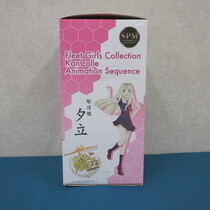 SPM
Fleet Girls Collection
KanColle
Animation Sequence
駆逐艦
夕立